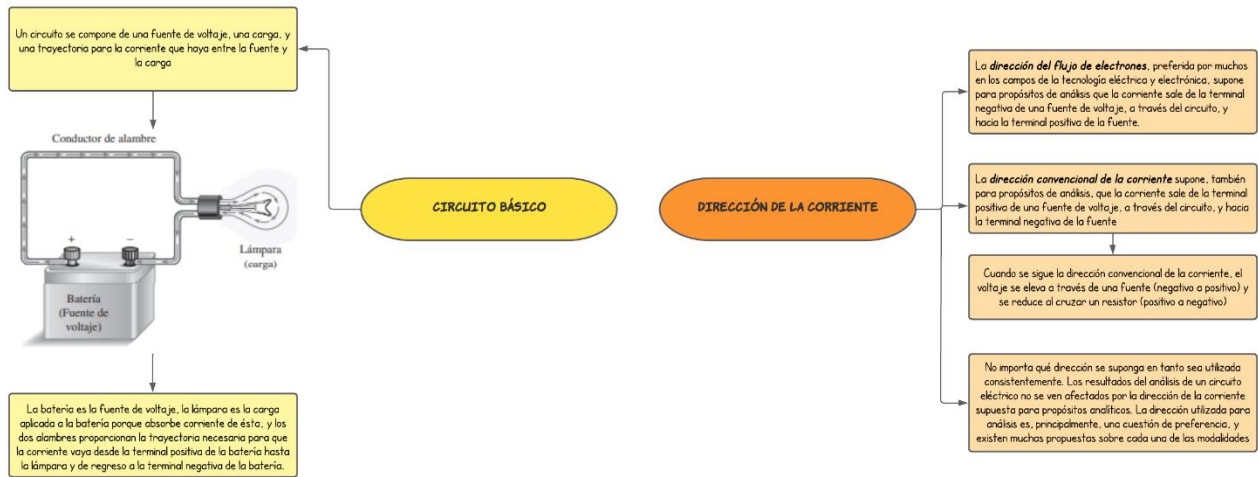 Un circuito se compone de una fuente de voltaje, una carga, y
una trayectoria para la corriente que haya entre la fuente y
la carga
Conductor de alambre
+
−
Lámpara
(carga)
Batería
(Fuente de
voltaje)
La batería es la fuente de voltaje, la lámpara es la carga
aplicada a la batería porque absorbe corriente de ésta, y los
dos alambres proporcionan la trayectoria necesaria para que
la corriente vaya desde la terminal positiva de la batería hasta
la lámpara y de regreso a la terminal negativa de la batería.
CIRCUITO BÁSICO
DIRECCIÓN DE LA CORRIENTE
La dirección del flujo de electrones, preferida por muchos
en los campos de la tecnología eléctrica y electrónica, supone
para propósitos de análisis que la corriente sale de la terminal
negativa de una fuente de voltaje, a través del circuito, y
hacia la terminal positiva de la fuente.
La dirección convencional de la corriente supone, también
para propósitos de análisis, que la corriente sale de la terminal
positiva de una fuente de voltaje, a través del circuito, y hacia
la terminal negativa de la fuente
Cuando se sigue la dirección convencional de la corriente, el
voltaje se eleva a través de una fuente (negativo a positivo) y
se reduce al cruzar un resistor (positivo a negativo)
No importa qué dirección se suponga en tanto sea utilizada
consistentemente. Los resultados del análisis de un circuito
eléctrico no se ven afectados por la dirección de la corriente
supuesta para propósitos analíticos. La dirección utilizada para
análisis es, principalmente, una cuestión de preferencia, y
existen muchas propuestas sobre cada una de las modalidades